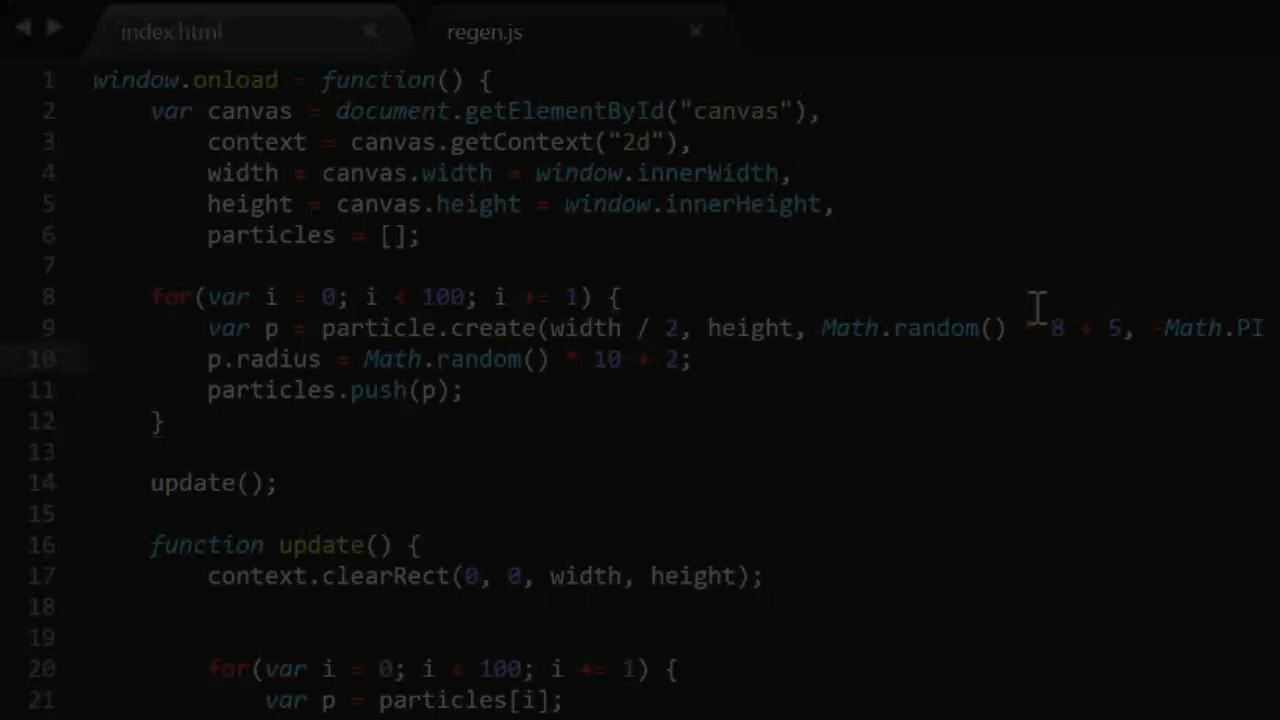 index.html regen.js
1 window.onload = function() {
2 var canvas = document.getElementById("canvas"),
3 context = canvas.getContext("2d"),
4 width = canvas.width = window.innerWidth,
5 height = canvas.height = window.innerHeight,
6 particles = [];
7
8 for(var i = 0; i < 100; i += 1) {
9 var p = particle.create(width / 2, height, Math.random() * 8 + 5, -Math.PI
10 p.radius = Math.random() * 10 + 2;
11 particles.push(p);
12 }
13
14 update();
15
16 function update() {
17 context.clearRect(0, 0, width, height);
18
19
20 for(var i = 0; i < 100; i += 1) {
21 var p = particles[i];